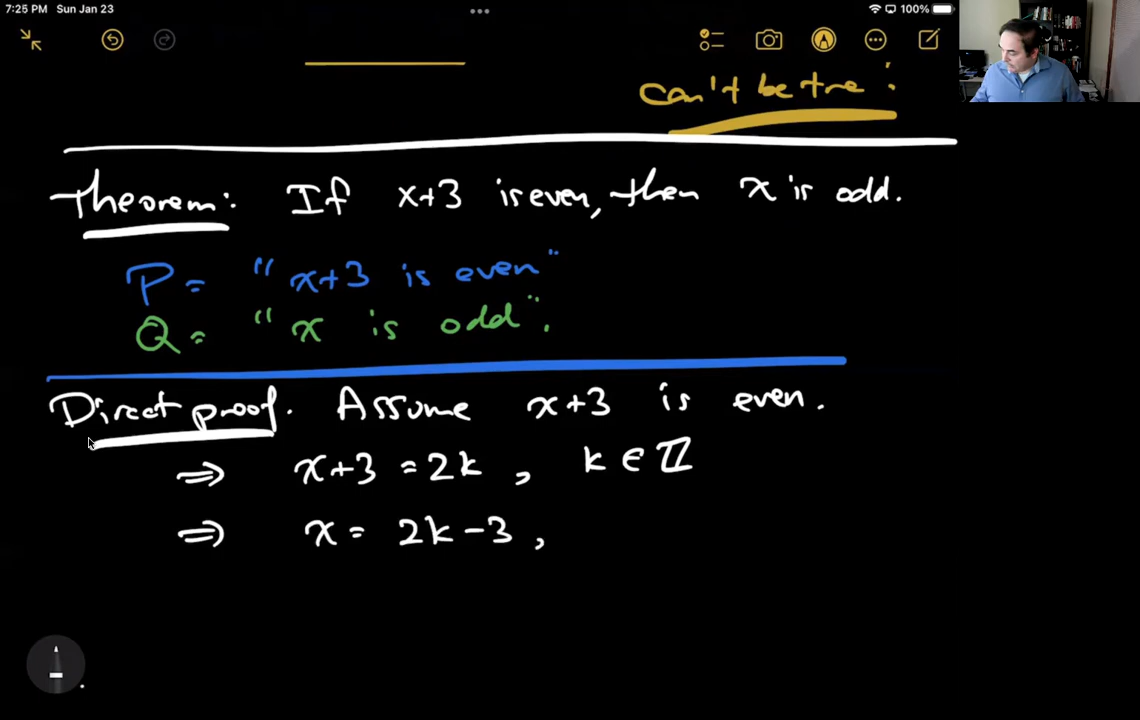 7:25 PM Sun Jan 23
100%
can't be true!
Theorem: If x+3 is even, then x is odd.
P = "x+3 is even"
Q = "x is odd".
Direct proof. Assume x+3 is even.
⇒ x+3 = 2k, k ∈ ℤ
⇒ x = 2k-3,